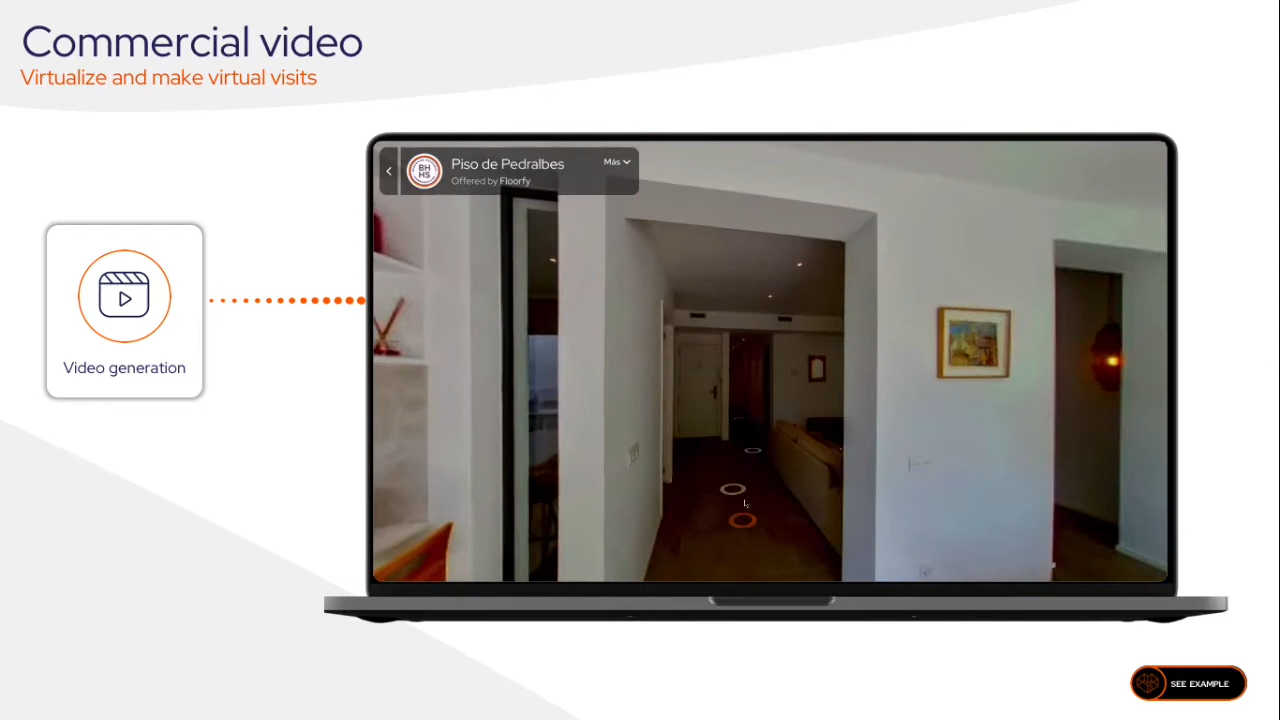 Commercial video
Virtualize and make virtual visits
Piso de Pedralbes
Más
Offered by Floorfy
BH
HS
Video generation
SEE EXAMPLE